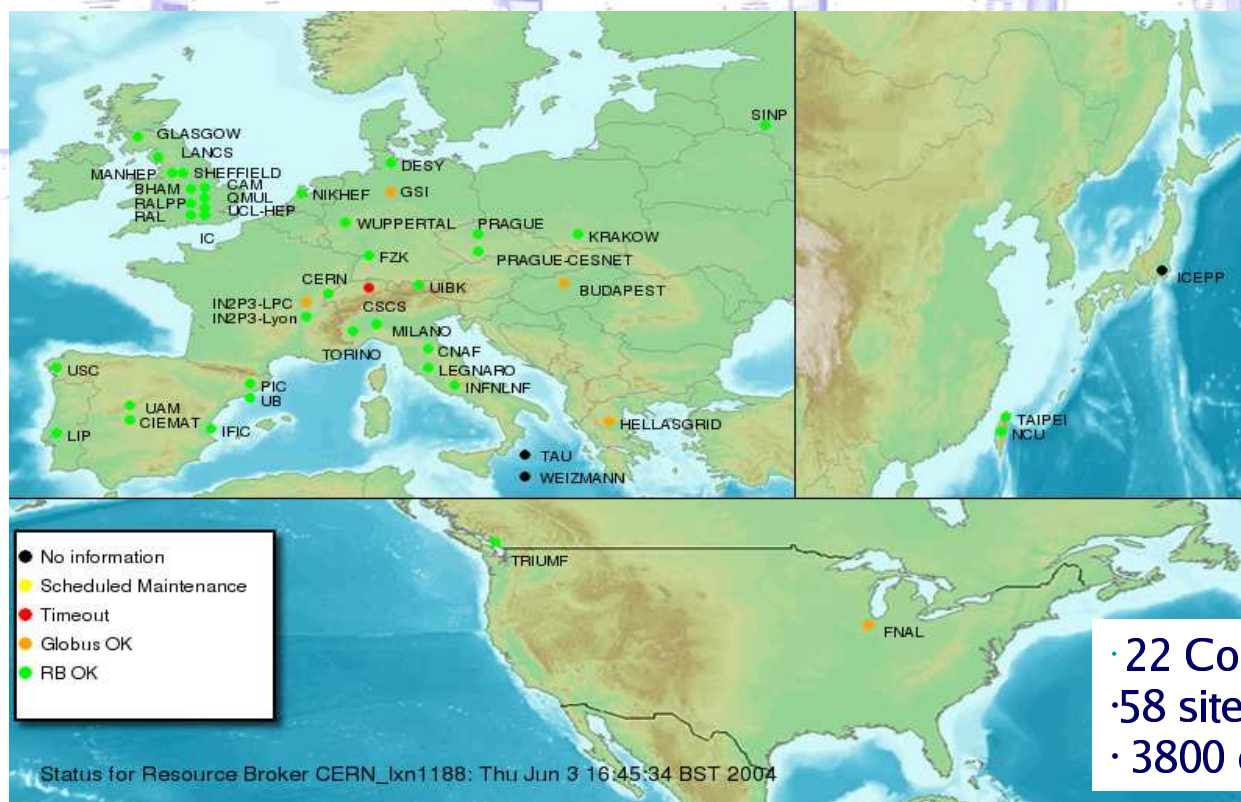 GLASGOW
LANCS
MANHEP
SHEFFIELD
BHAM
CAM
RALPP
QMUL
RAL
UCL-HEP
IC
NIKHEF
DESY
GSI
SINP
WUPPERTAL
PRAGUE
KRAKOW
PRAGUE-CESNET
FZK
CERN
UIBK
BUDAPEST
IN2P3-LPC
CSCS
IN2P3-Lyon
MILANO
TORINO
CNAF
LEGNARO
INFNLNF
USC
PIC
UB
UAM
CIEMAT
IFIC
LIP
HELLASGRID
TAU
WEIZMANN
ICEPP
TAIPEI
NCU
TRIUMF
FNAL
No information
Scheduled Maintenance
Timeout
Globus OK
RB OK
Status for Resource Broker CERN_lxn1188: Thu Jun 3 16:45:34 BST 2004
· 22 Co
·58 site
· 3800